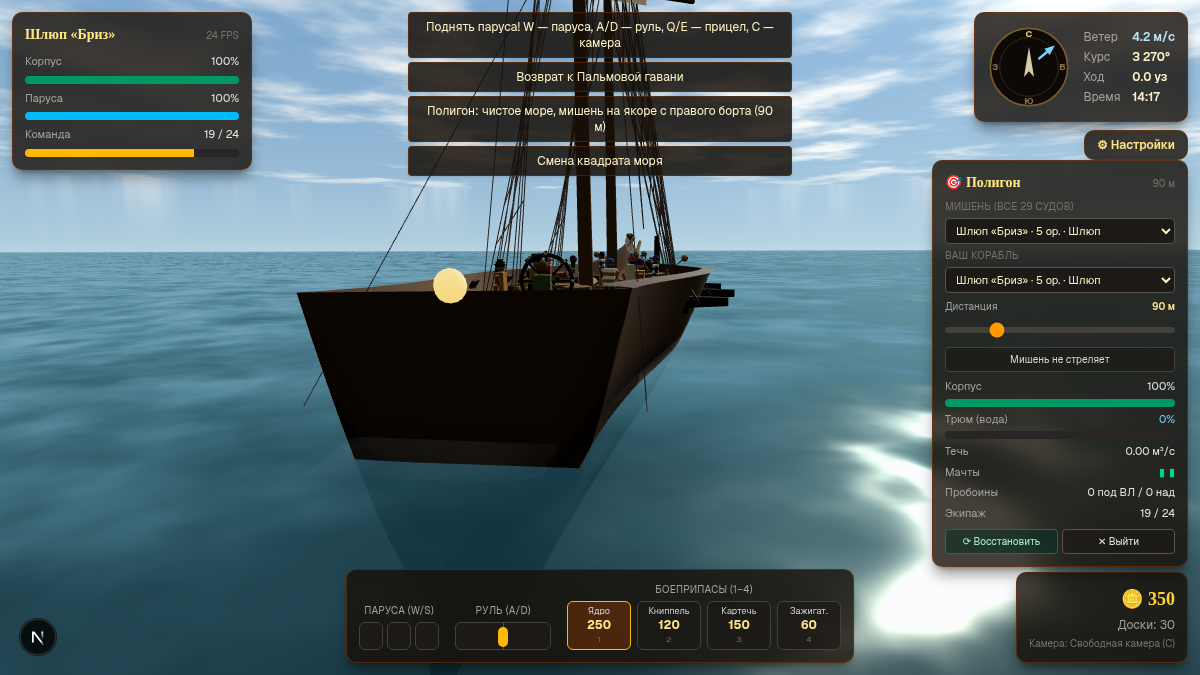 Шлюп «Бриз»
24 FPS
Корпус
100%
Паруса
100%
Команда
19 / 24
Поднять паруса! W — паруса, A/D — руль, Q/E — прицел, C —
камера
Возврат к Пальмовой гавани
Полигон: чистое море, мишень на якоре с правого борта (90
м)
Смена квадрата моря
С
З
В
Ю
Ветер
4.2 м/с
Курс
З 270°
Ход
0.0 уз
Время
14:17
⚙ Настройки
🎯 Полигон
90 м
МИШЕНЬ (ВСЕ 29 СУДОВ)
Шлюп «Бриз» · 5 ор. · Шлюп
ВАШ КОРАБЛЬ
Шлюп «Бриз» · 5 ор. · Шлюп
Дистанция
90 м
Мишень не стреляет
Корпус
100%
Трюм (вода)
0%
Течь
0.00 м³/с
Мачты
Пробоины
0 под ВЛ / 0 над
Экипаж
19 / 24
⟳ Восстановить
✕ Выйти
ПАРУСА (W/S)
РУЛЬ (A/D)
БОЕПРИПАСЫ (1–4)
Ядро
250
1
Книппель
120
2
Картечь
150
3
Зажигат.
60
4
🪙 350
Доски: 30
Камера: Свободная камера (C)
N